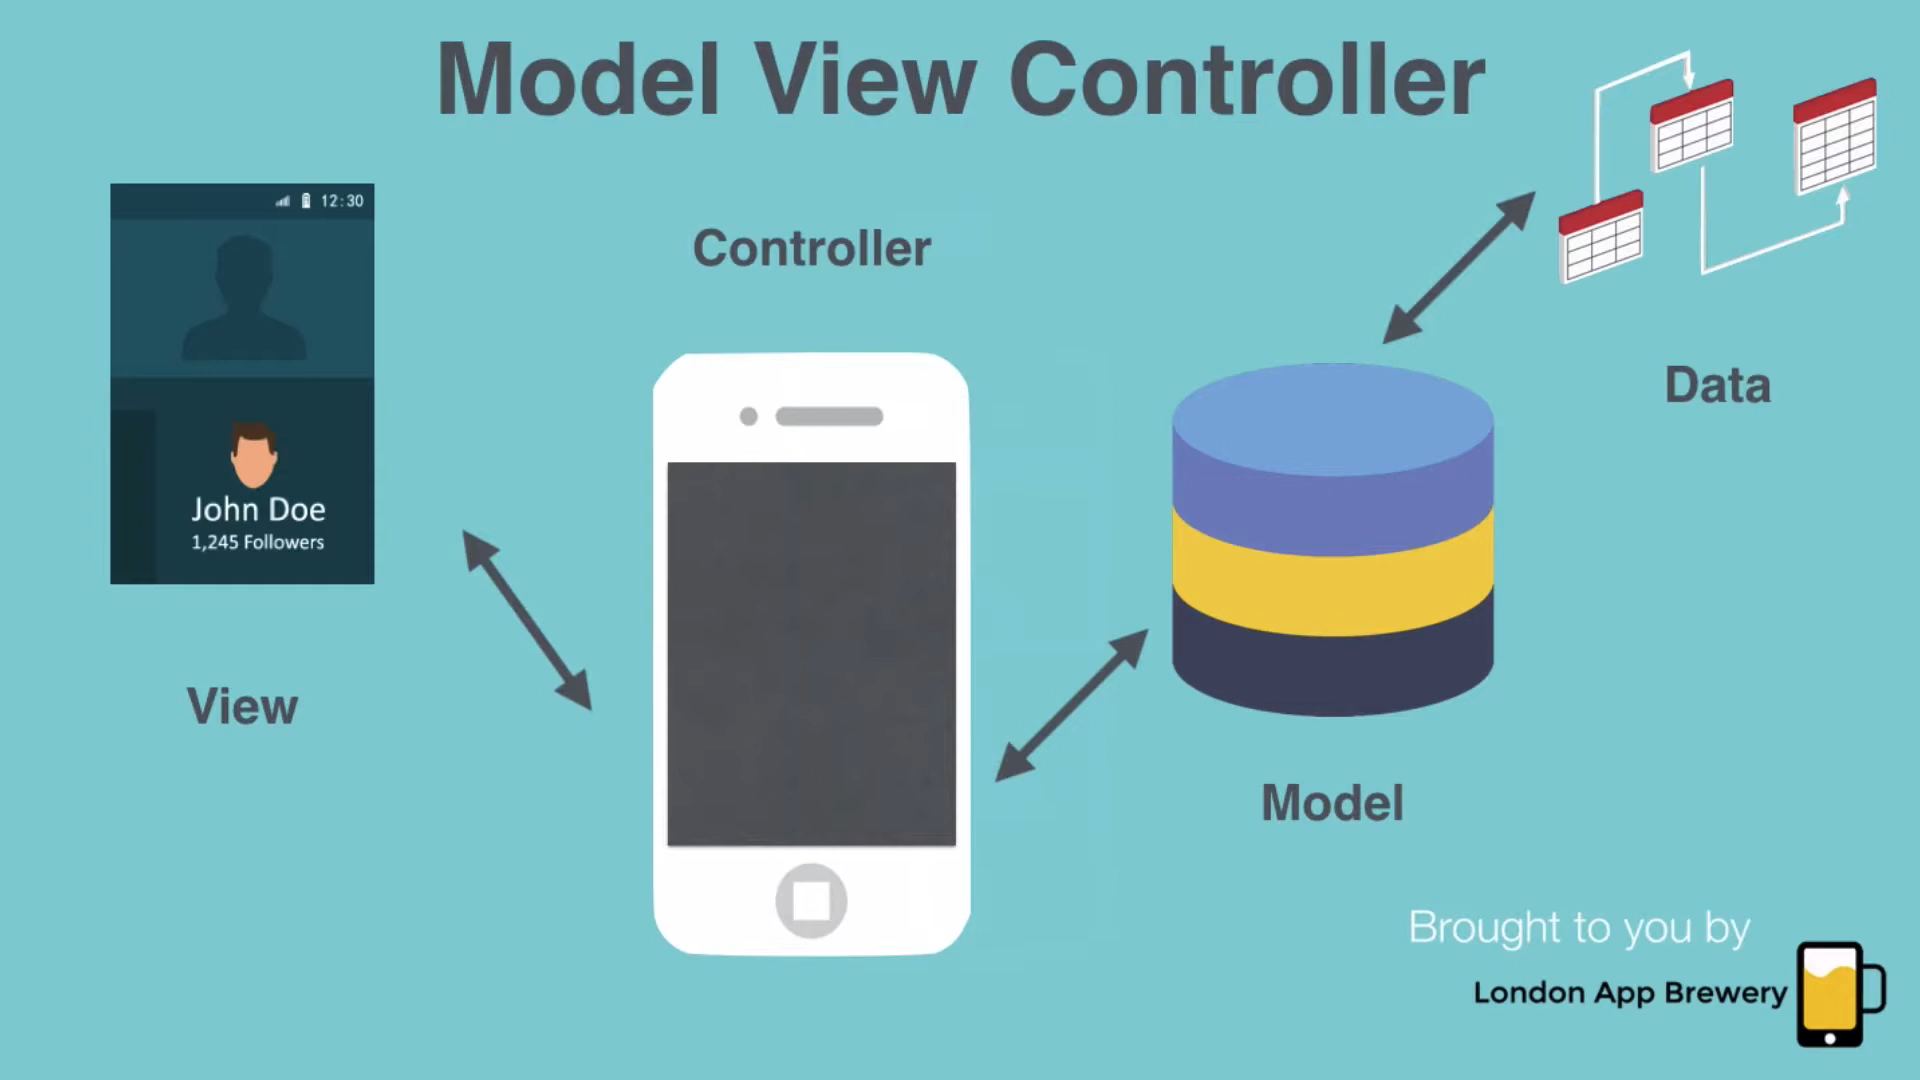 Model View Controller
12:30
Controller
John Doe
1,245 Followers
View
Data
Model
Brought to you by
London App Brewery